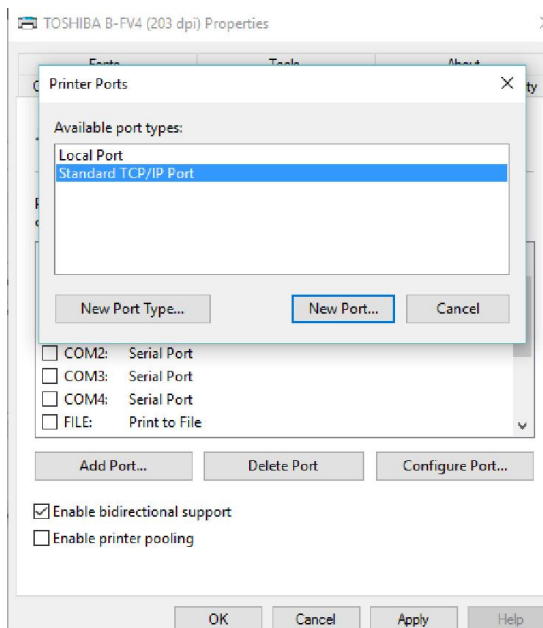 TOSHIBA B-FV4 (203 dpi) Properties
Printer Ports
Available port types:
Local Port
Standard TCP/IP Port
New Port Type... New Port... Cancel
COM2: Serial Port
COM3: Serial Port
COM4: Serial Port
FILE: Print to File
Add Port... Delete Port Configure Port...
Enable bidirectional support
Enable printer pooling
OK Cancel Apply Help